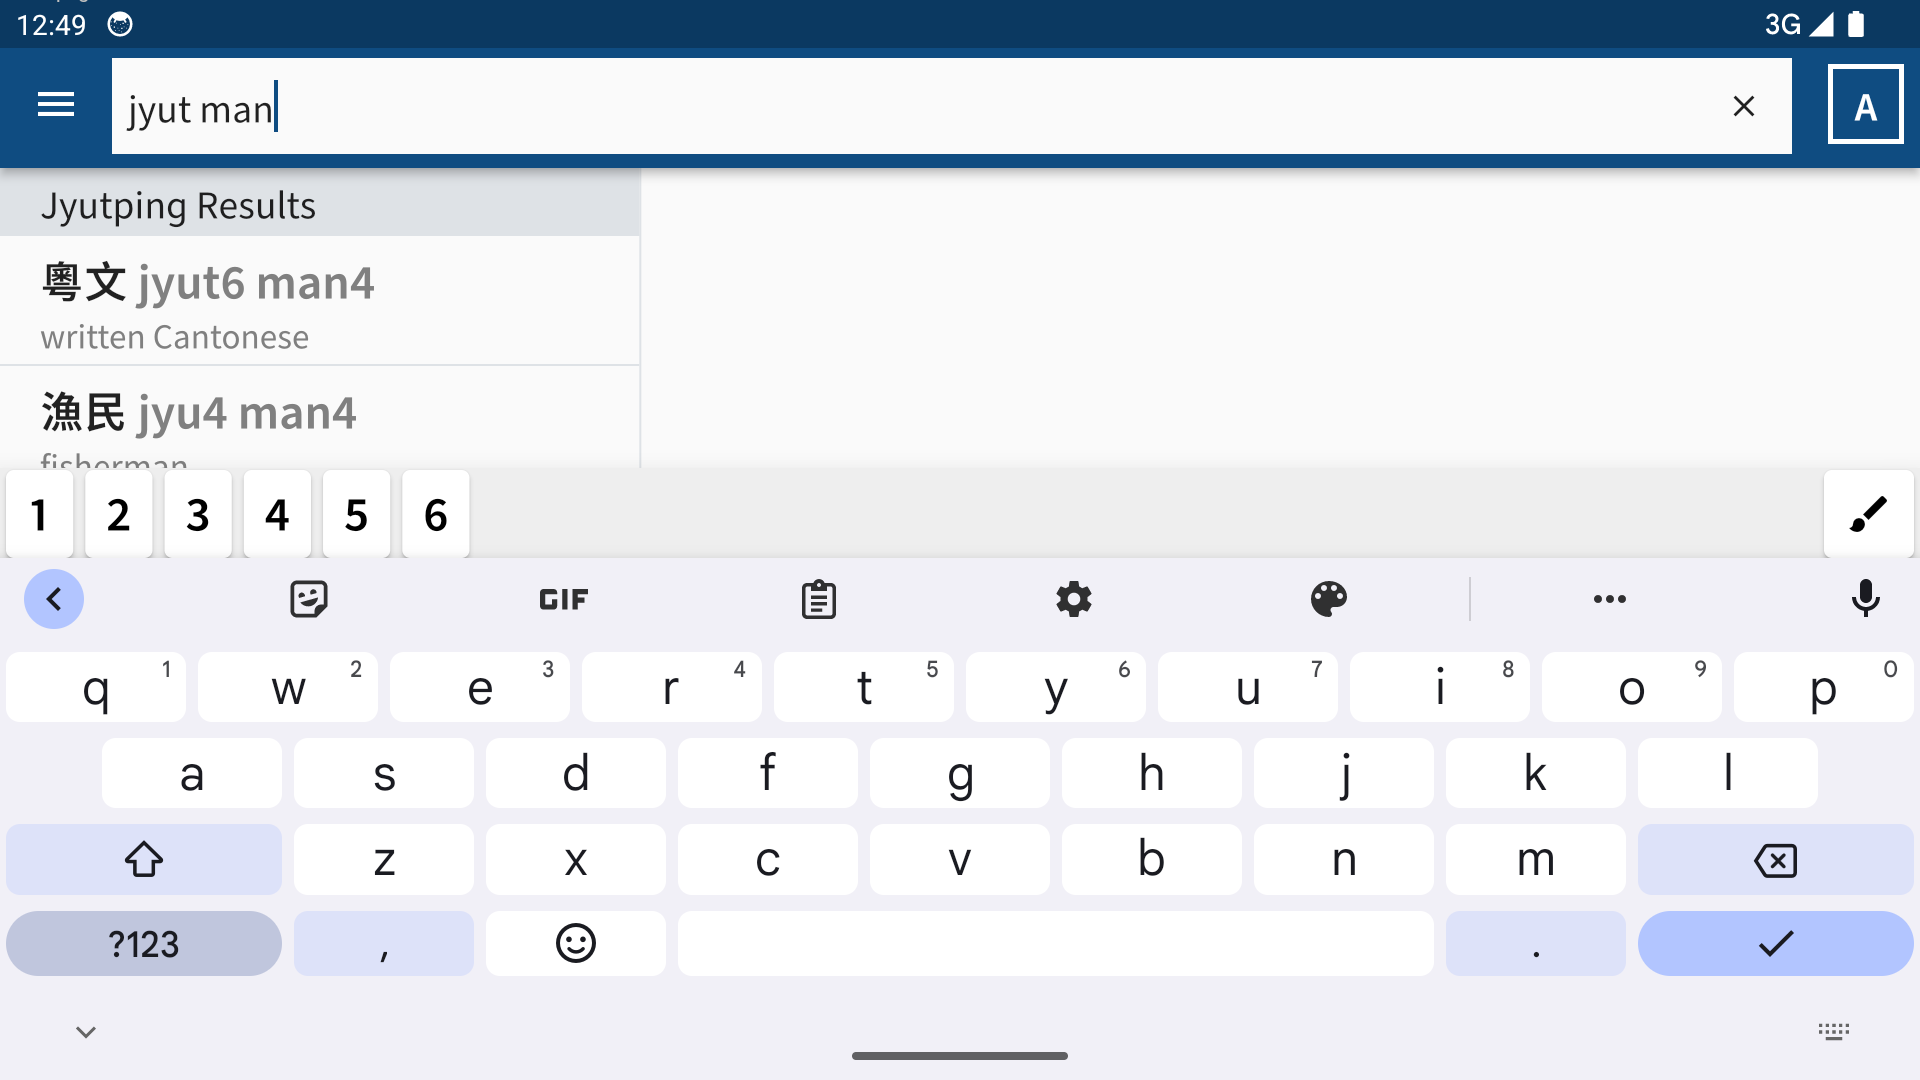 12:49
3G
jyut man
A
Jyutping Results
粵文 jyut6 man4
written Cantonese
漁民 jyu4 man4
fisherman
1 2 3 4 5 6
GIF
q 1 w 2 e 3 r 4 t 5 y 6 u 7 i 8 o 9 p 0
a s d f g h j k l
z x c v b n m
?123 , .